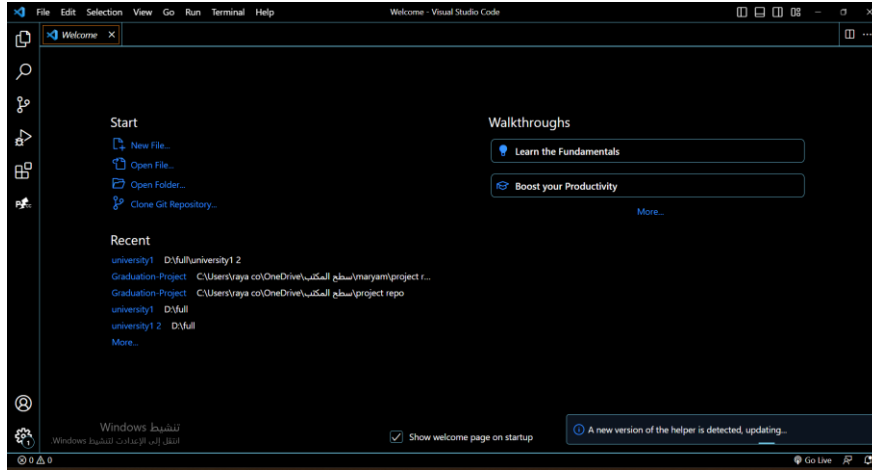 File Edit Selection View Go Run Terminal Help
Welcome - Visual Studio Code
Welcome
Start
New File...
Open File...
Open Folder...
Clone Git Repository...
Recent
university1 D:\full\university1 2
Graduation-Project C:\Users\raya co\OneDrive\سطح المكتب\maryam\project r...
Graduation-Project C:\Users\raya co\OneDrive\سطح المكتب\project repo
university1 D:\full
university1 2 D:\full
More...
Walkthroughs
Learn the Fundamentals
Boost your Productivity
More...
تنشيط Windows
انتقل إلى الإعدادات لتنشيط Windows.
Show welcome page on startup
A new version of the helper is detected, updating...
1
0 0
Go Live